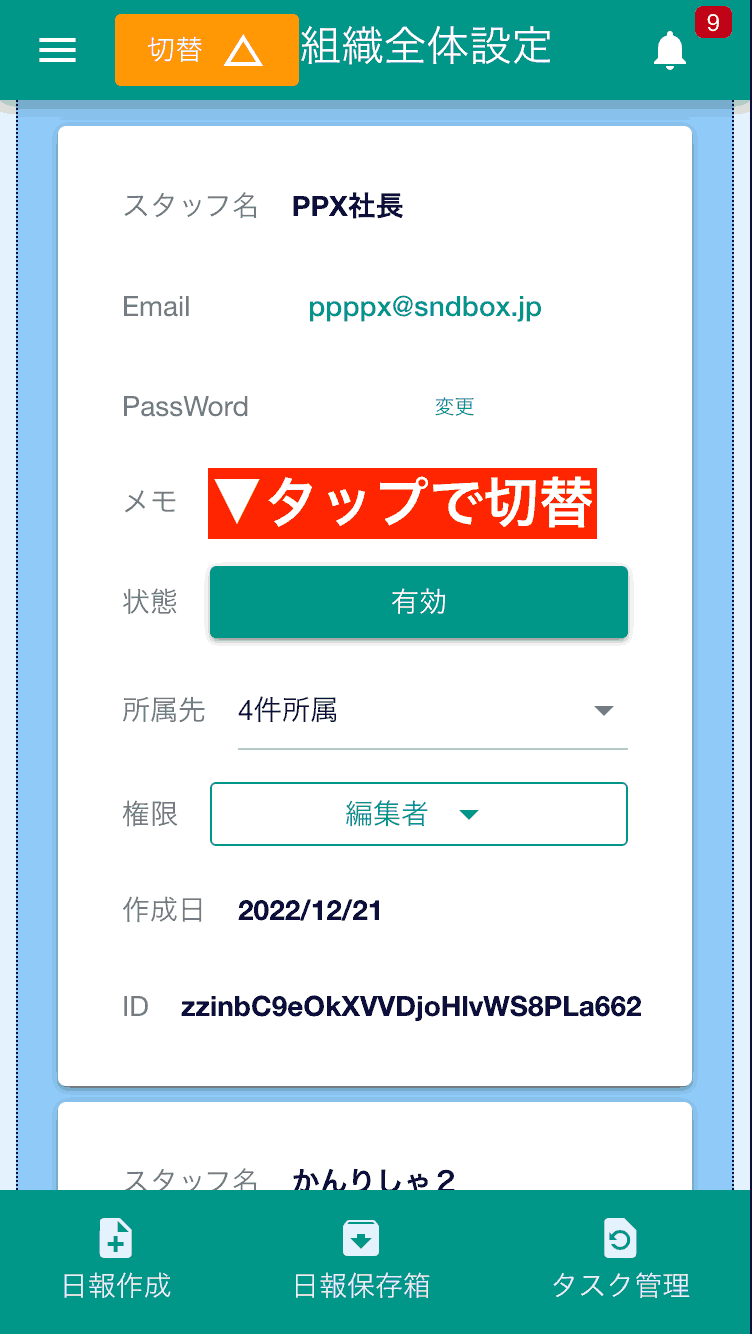 切替 組織全体設定 9
スタッフ名 PPX社長
Email ppppx@sndbox.jp
PassWord 変更
メモ ▼タップで切替
状態 有効
所属先 4件所属
権限 編集者
作成日 2022/12/21
ID zzinbC9eOkXVVDjoHIvWS8PLa662
スタッフ名 かんりしゃ２
日報作成 日報保存箱 タスク管理